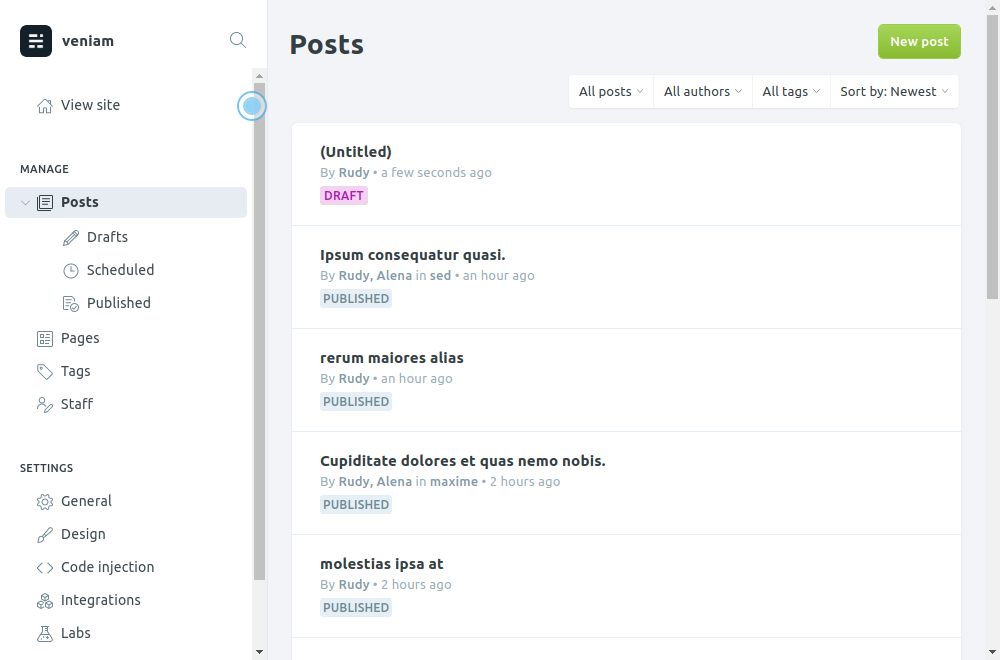 veniam
View site
MANAGE
Posts
Drafts
Scheduled
Published
Pages
Tags
Staff
SETTINGS
General
Design
Code injection
Integrations
Labs
Posts
New post
All posts
All authors
All tags
Sort by: Newest
(Untitled)
By Rudy • a few seconds ago
DRAFT
Ipsum consequatur quasi.
By Rudy, Alena in sed • an hour ago
PUBLISHED
rerum maiores alias
By Rudy • an hour ago
PUBLISHED
Cupiditate dolores et quas nemo nobis.
By Rudy, Alena in maxime • 2 hours ago
PUBLISHED
molestias ipsa at
By Rudy • 2 hours ago
PUBLISHED